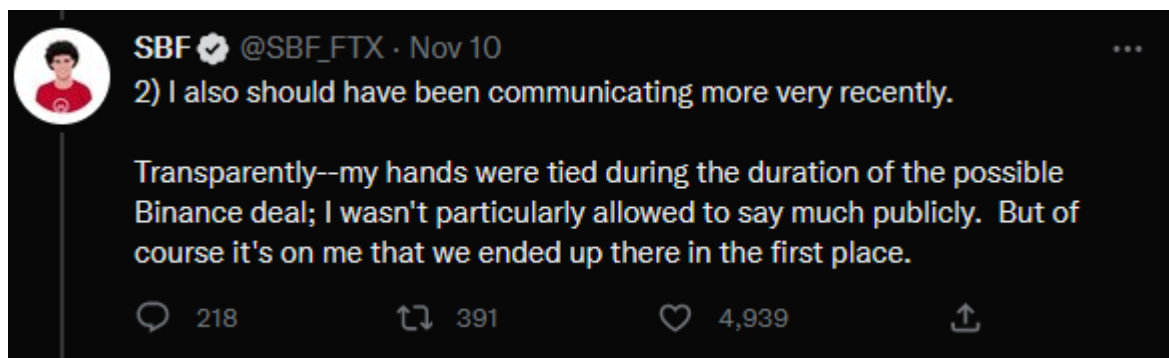 SBF @SBF_FTX · Nov 10
2) I also should have been communicating more very recently.
Transparently--my hands were tied during the duration of the possible
Binance deal; I wasn't particularly allowed to say much publicly.  But of
course it's on me that we ended up there in the first place.
218 391 4,939